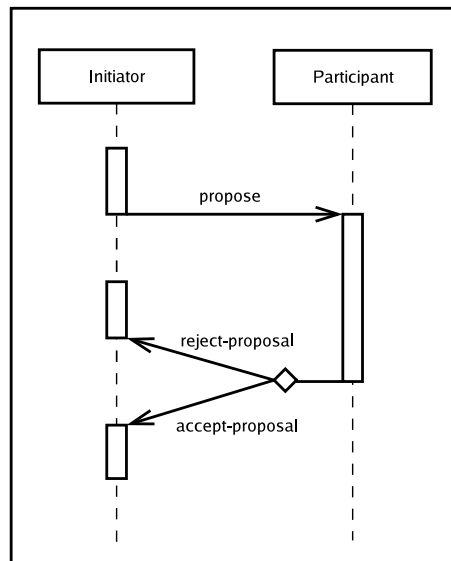 Initiator
Participant
propose
reject-proposal
accept-proposal